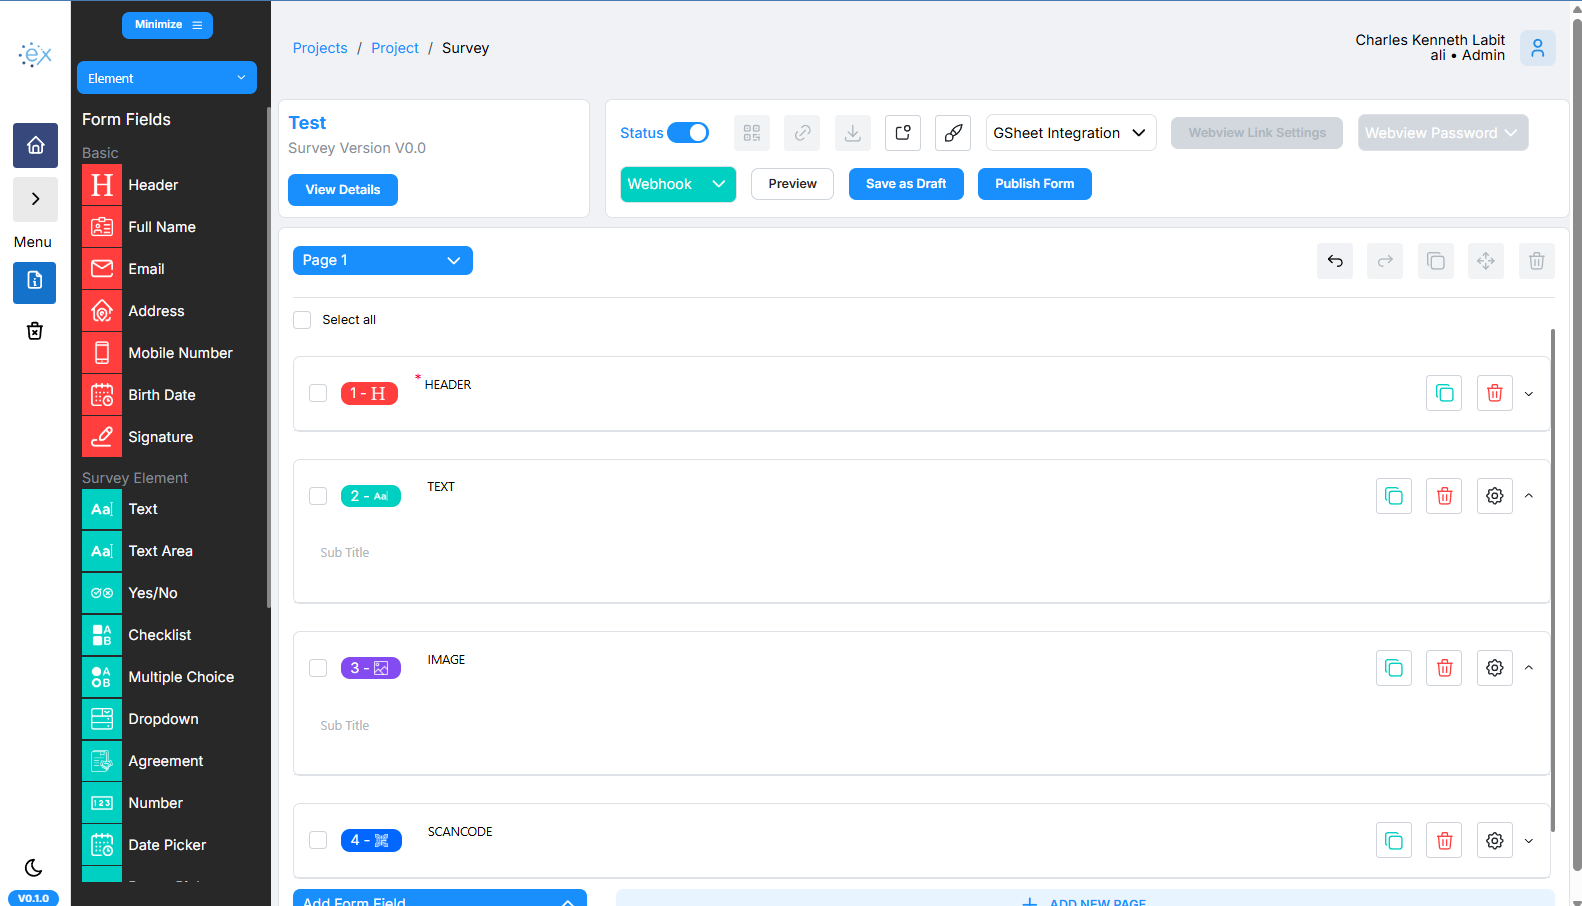 Minimize
ex
Element
Form Fields
Basic
H Header
Full Name
Email
Address
Mobile Number
Birth Date
Signature
Survey Element
Aa Text
Aa Text Area
Yes/No
A B Checklist
A B Multiple Choice
Dropdown
Agreement
123 Number
Date Picker
Menu
V0.1.0
Projects / Project / Survey
Charles Kenneth Labit
ali • Admin
Test
Survey Version V0.0
View Details
Status
GSheet Integration
Webview Link Settings
Webview Password
Webhook
Preview
Save as Draft
Publish Form
Page 1
Select all
1 - H * HEADER
2 - Aa TEXT
Sub Title
3 - IMAGE
Sub Title
4 - SCANCODE
Add Form Field
+ ADD NEW PAGE